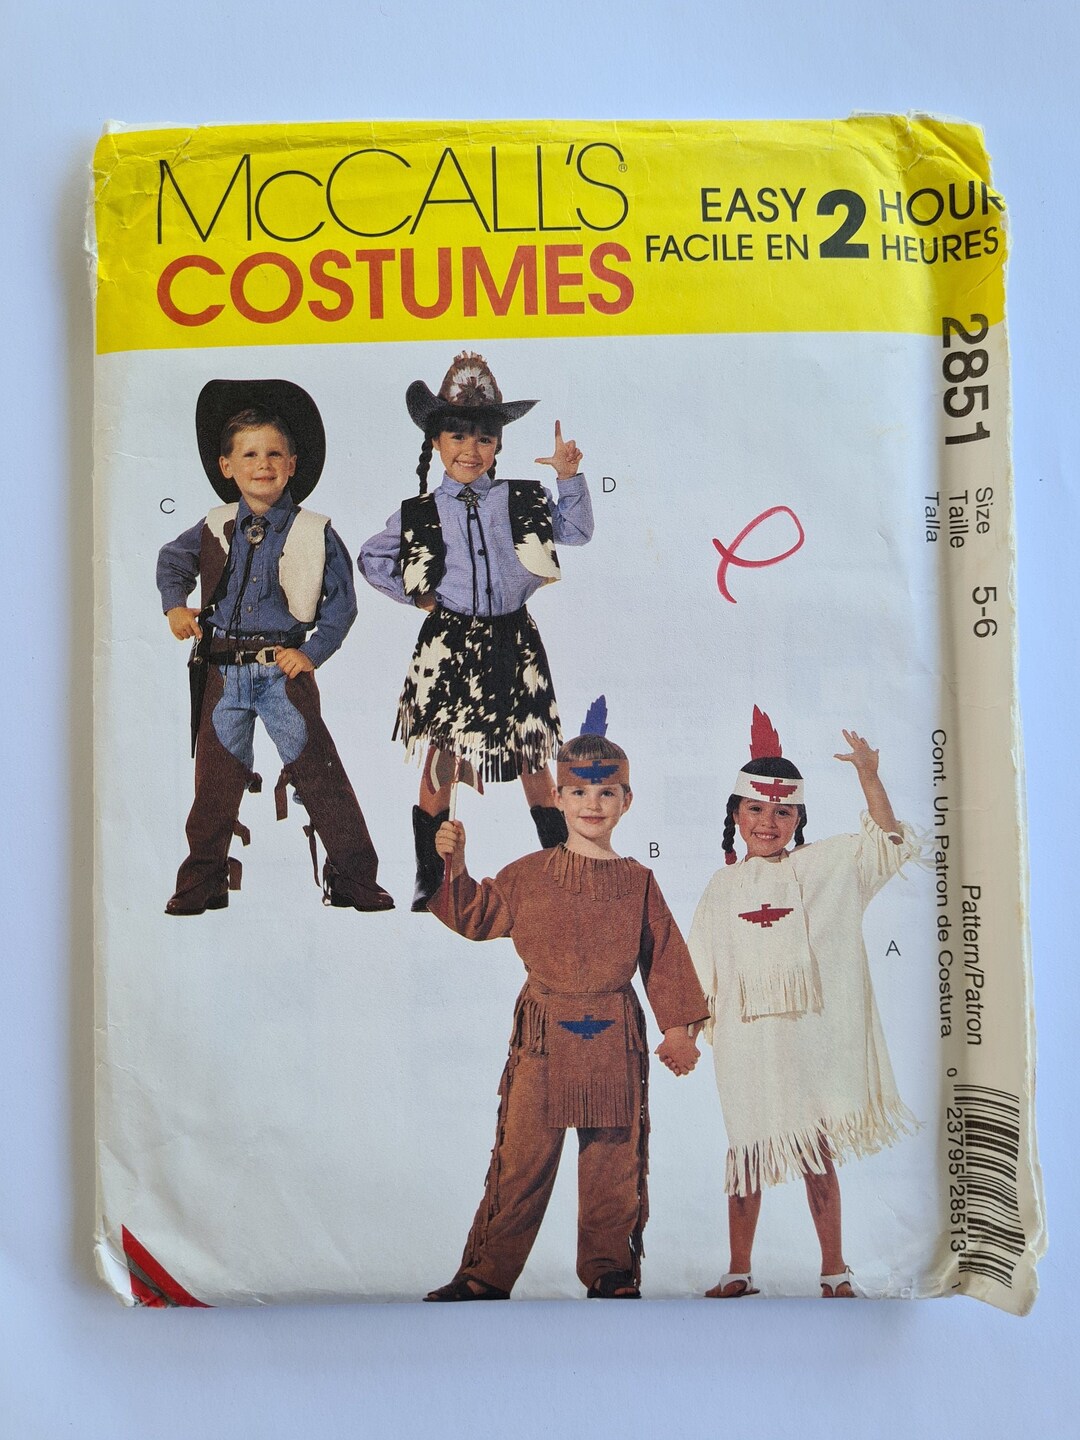 McCALL'S®
COSTUMES
EASY 2 HOUR
FACILE EN HEURES
2851
Size
Taille 5-6
Talla
Pattern/Patron
Cont. Un Patron de Costura
0 23795 28513 1
C
D
B
A